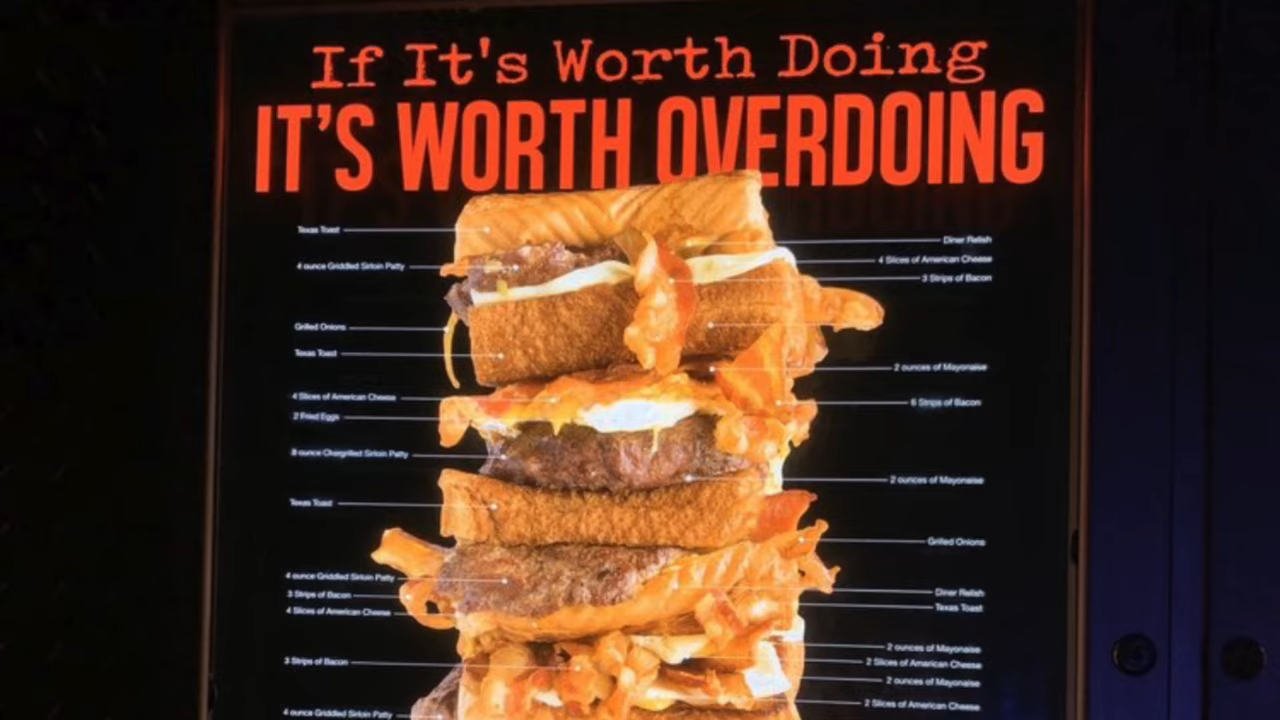 If It's Worth Doing
IT'S WORTH OVERDOING
Texas Toast
4 ounce Griddled Sirloin Patty
Grilled Onions
Texas Toast
4 Slices of American Cheese
2 Fried Eggs
8 ounce Chargrilled Sirloin Patty
Texas Toast
4 ounce Griddled Sirloin Patty
3 Strips of Bacon
4 Slices of American Cheese
3 Strips of Bacon
4 ounce Griddled Sirloin Patty
Diner Relish
4 Slices of American Cheese
3 Strips of Bacon
2 ounces of Mayonaise
6 Strips of Bacon
2 ounces of Mayonaise
Grilled Onions
Diner Relish
Texas Toast
2 ounces of Mayonaise
2 Slices of American Cheese
2 ounces of Mayonaise
2 Slices of American Cheese